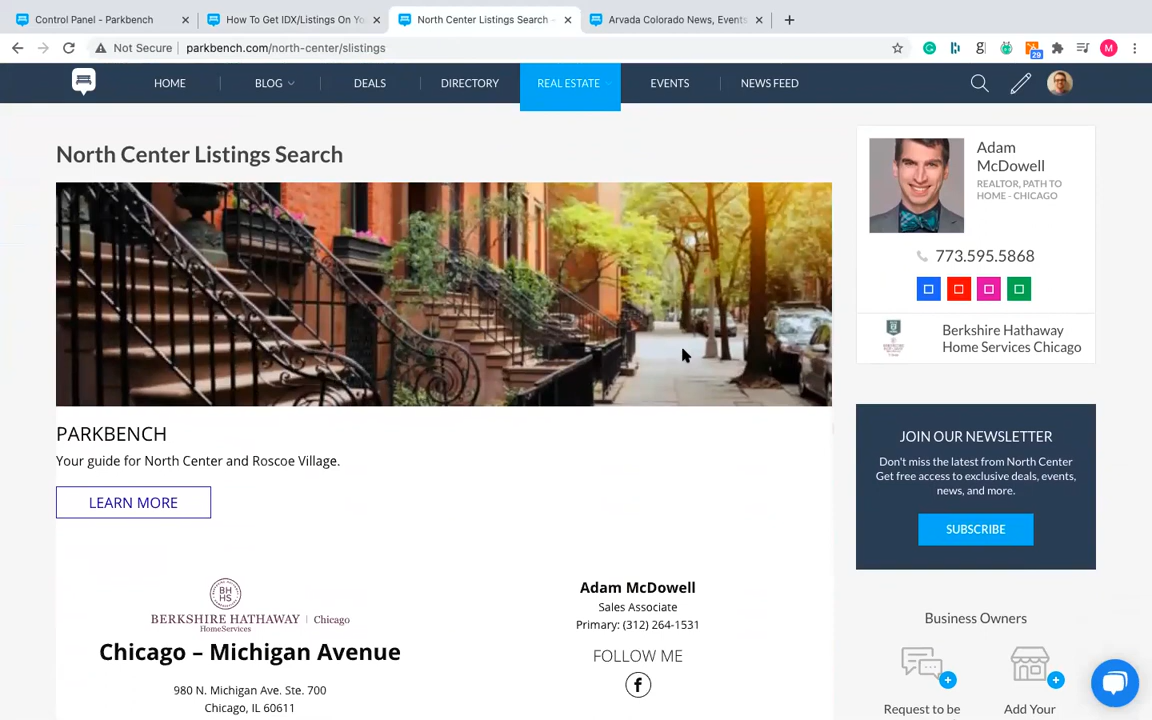 Control Panel - Parkbench
How To Get IDX/Listings On Yo
North Center Listings Search -
Arvada Colorado News, Events
Not Secure
parkbench.com/north-center/slistings
29
M
HOME
BLOG
DEALS
DIRECTORY
REAL ESTATE
EVENTS
NEWS FEED
North Center Listings Search
PARKBENCH
Your guide for North Center and Roscoe Village.
LEARN MORE
BH
HS
BERKSHIRE HATHAWAY | Chicago
HomeServices
Chicago – Michigan Avenue
980 N. Michigan Ave. Ste. 700
Chicago, IL 60611
Adam McDowell
Sales Associate
Primary: (312) 264-1531
FOLLOW ME
Adam
McDowell
REALTOR, PATH TO
HOME - CHICAGO
773.595.5868
Berkshire Hathaway
Home Services Chicago
JOIN OUR NEWSLETTER
Don't miss the latest from North Center
Get free access to exclusive deals, events,
news, and more.
SUBSCRIBE
Business Owners
Request to be
Add Your